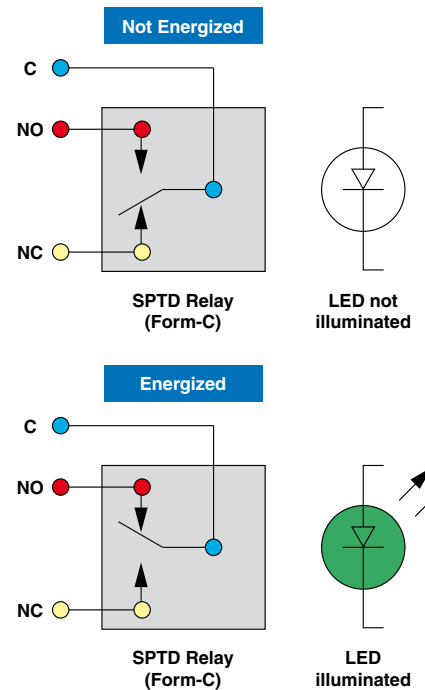 Not Energized
C
NO
NC
SPTD Relay
(Form-C)
LED not
illuminated
Energized
C
NO
NC
SPTD Relay
(Form-C)
LED
illuminated